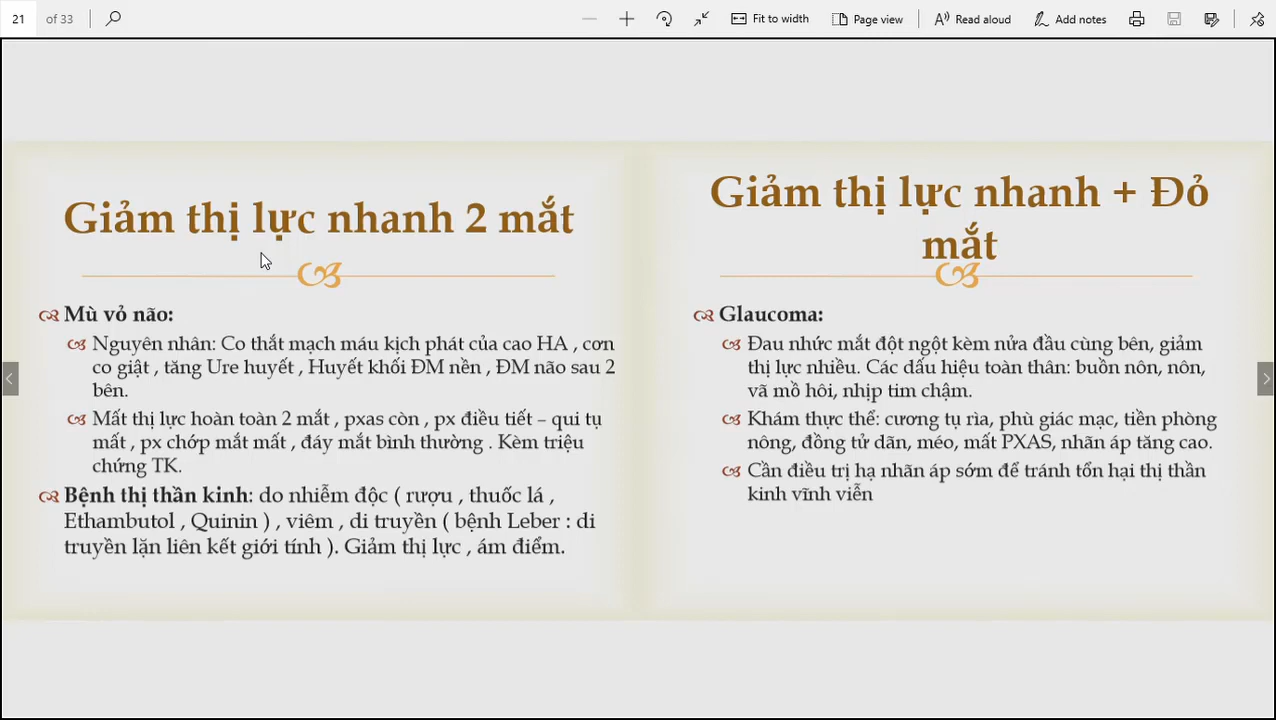 21 of 33 Fit to width Page view Read aloud Add notes
Giảm thị lực nhanh 2 mắt
Mù vỏ não:
Nguyên nhân: Co thắt mạch máu kịch phát của cao HA , cơn
co giật , tăng Ure huyết , Huyết khối ĐM nền , ĐM não sau 2
bên.
Mất thị lực hoàn toàn 2 mắt , pxas còn , px điều tiết – qui tụ
mất , px chớp mắt mất , đáy mắt bình thường . Kèm triệu
chứng TK.
Bệnh thị thần kinh: do nhiễm độc ( rượu , thuốc lá ,
Ethambutol , Quinin ) , viêm , di truyền ( bệnh Leber : di
truyền lặn liên kết giới tính ). Giảm thị lực , ám điểm.
Giảm thị lực nhanh + Đỏ
mắt
Glaucoma:
Đau nhức mắt đột ngột kèm nửa đầu cùng bên, giảm
thị lực nhiều. Các dấu hiệu toàn thân: buồn nôn, nôn,
vã mồ hôi, nhịp tim chậm.
Khám thực thể: cương tụ rìa, phù giác mạc, tiền phòng
nông, đồng tử dãn, méo, mất PXAS, nhãn áp tăng cao.
Cần điều trị hạ nhãn áp sớm để tránh tổn hại thị thần
kinh vĩnh viễn